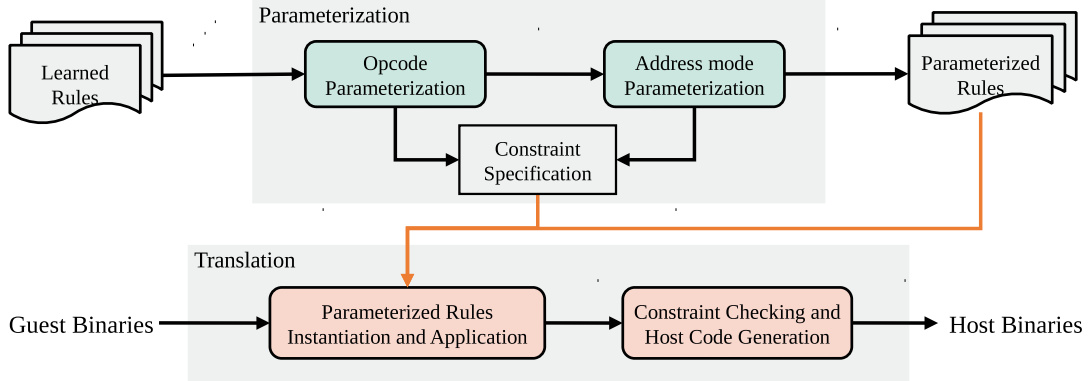 Parameterization
Learned
Rules
Opcode
Parameterization
Address mode
Parameterization
Parameterized
Rules
Constraint
Specification
Translation
Guest Binaries
Parameterized Rules
Instantiation and Application
Constraint Checking and
Host Code Generation
Host Binaries